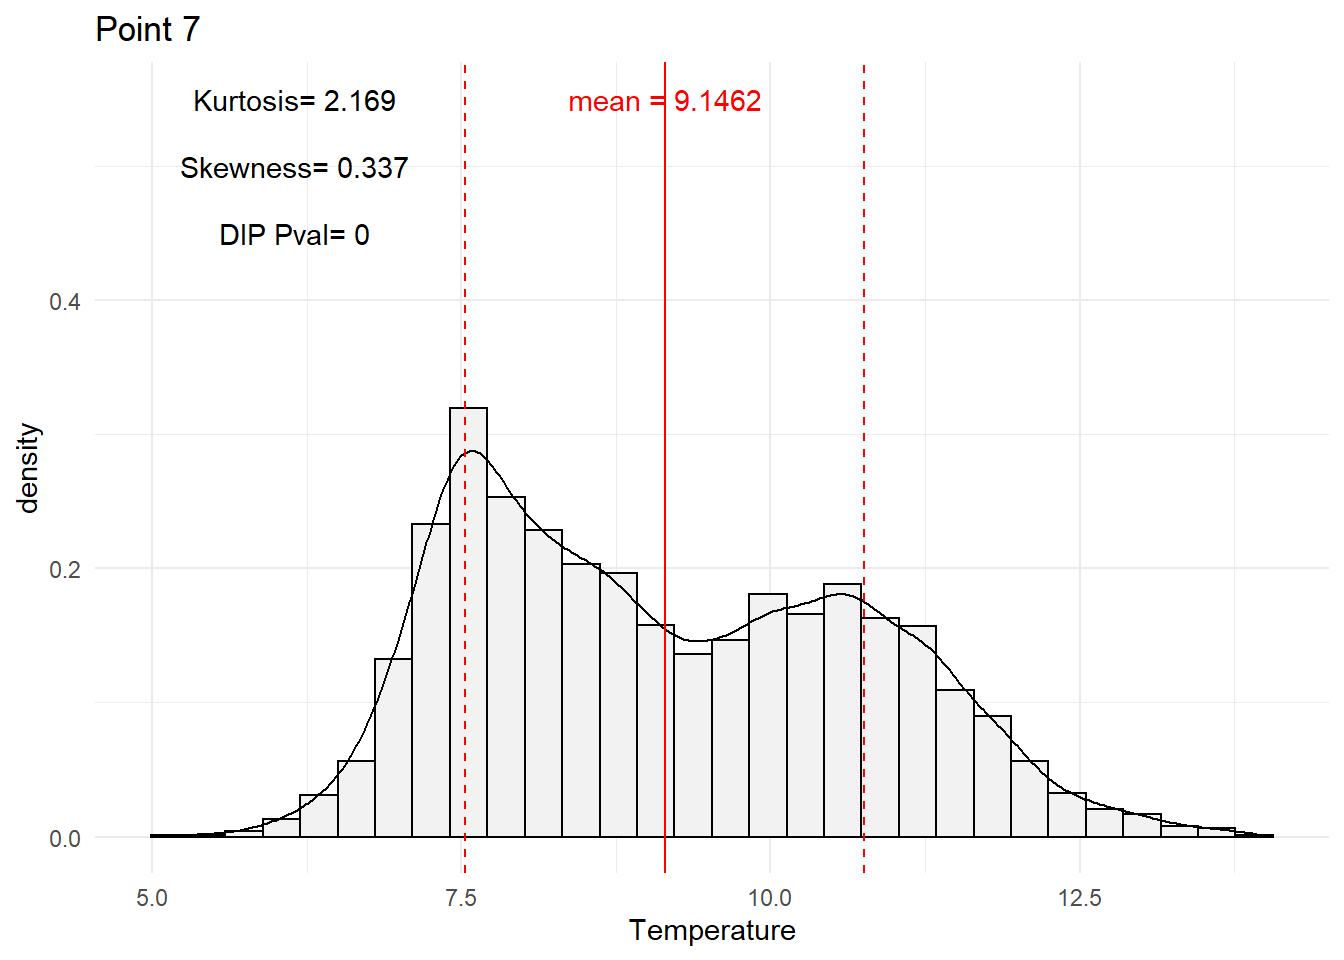 Point 7
Kurtosis= 2.169
mean = 9.1462
Skewness= 0.337
DIP Pval= 0
0.4
0.2
0.0
density
5.0
7.5
10.0
12.5
Temperature